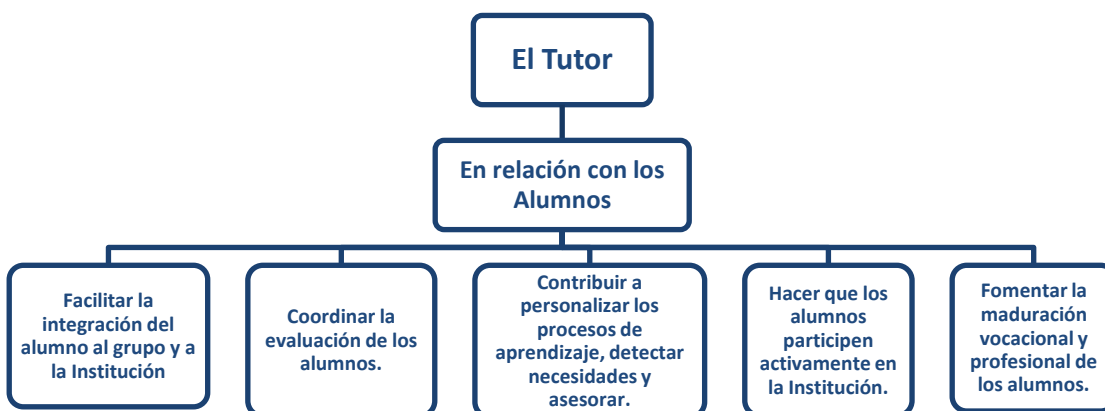 El Tutor
En relación con los
Alumnos
Facilitar la
integración del
alumno al grupo y a
la Institución
Coordinar la
evaluación de los
alumnos.
Contribuir a
personalizar los
procesos de
aprendizaje, detectar
necesidades y
asesorar.
Hacer que los
alumnos
participen
activamente en
la Institución.
Fomentar la
maduración
vocacional y
profesional de
los alumnos.